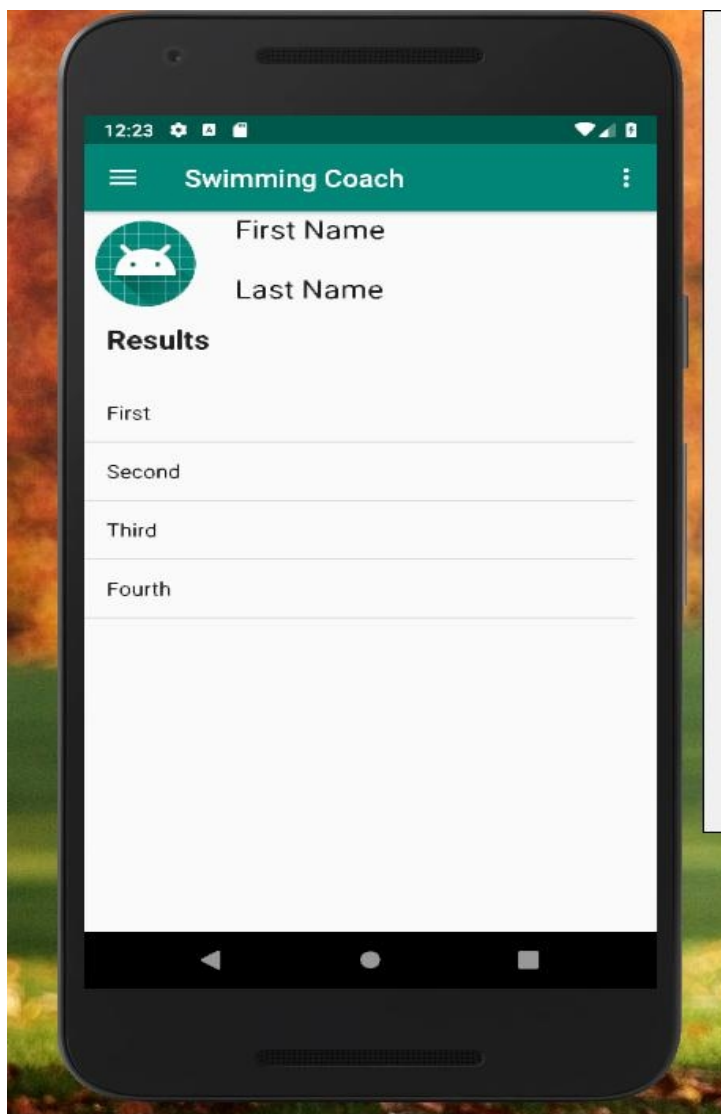 12:23
Swimming Coach
First Name
Last Name
Results
First
Second
Third
Fourth